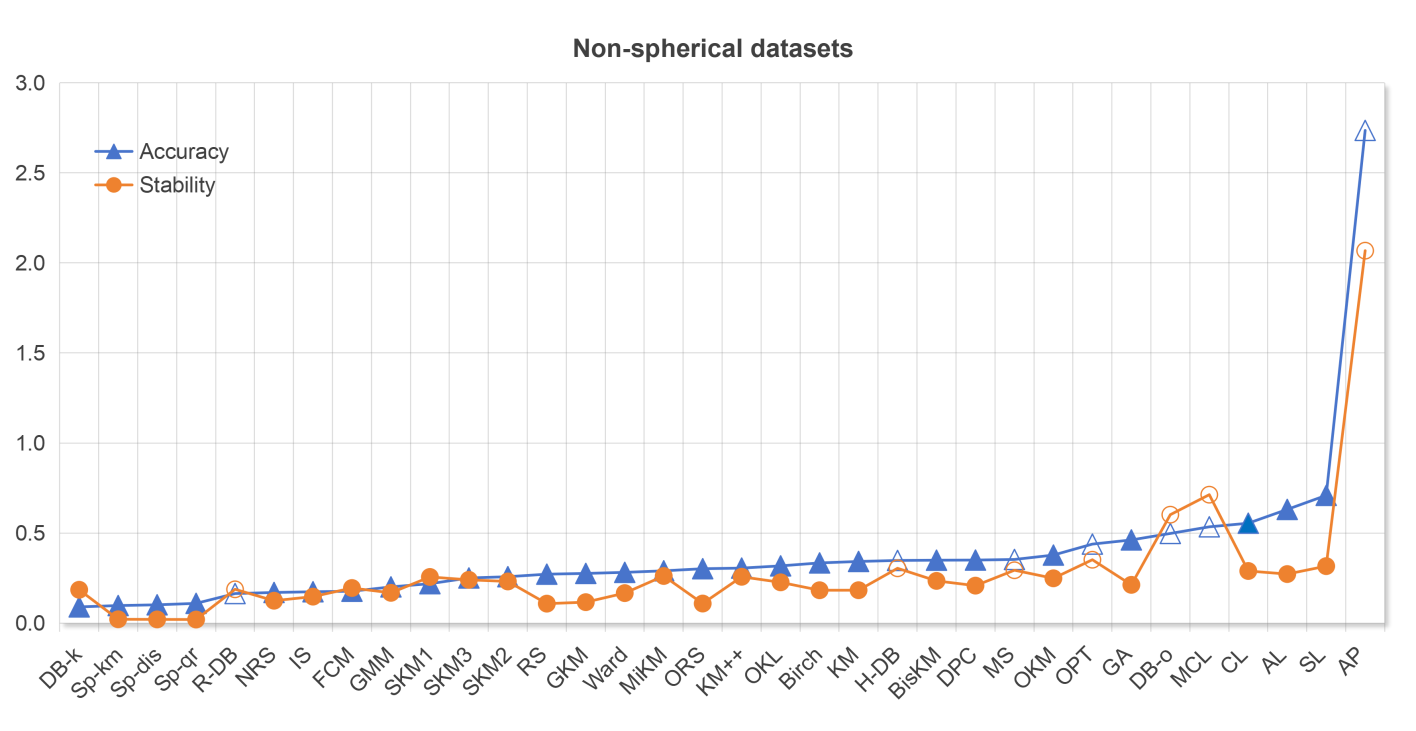 Non-spherical datasets
3.0
2.5
2.0
1.5
1.0
0.5
0.0
Accuracy
Stability
DB-k
Sp-km
Sp-dis
Sp-qr
R-DB
NRS
IS
FCM
GMM
SKM1
SKM3
SKM2
RS
GKM
Ward
MiKM
ORS
KM++
OKL
Birch
KM
H-DB
BisKM
DPC
MS
OKM
OPT
GA
DB-o
MCL
CL
AL
SL
AP